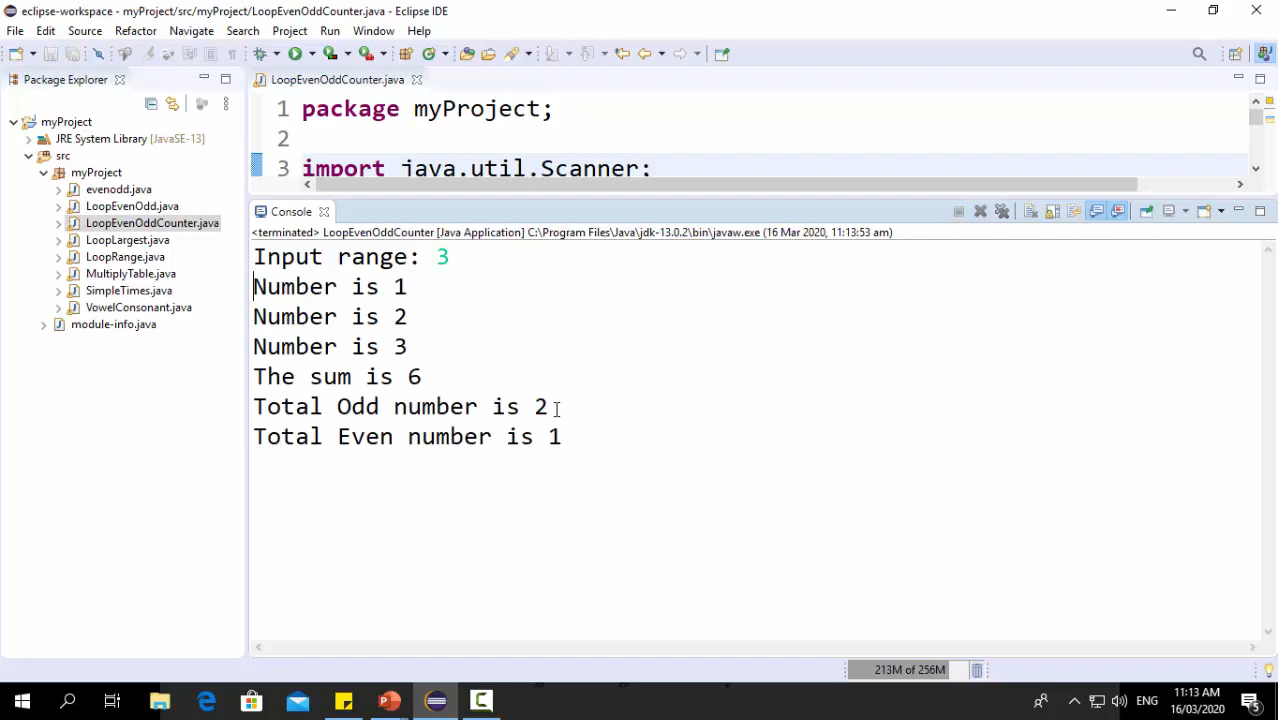 eclipse-workspace - myProject/src/myProject/LoopEvenOddCounter.java - Eclipse IDE
File Edit Source Refactor Navigate Search Project Run Window Help
Package Explorer
LoopEvenOddCounter.java
myProject
JRE System Library [JavaSE-13]
src
myProject
evenodd.java
LoopEvenOdd.java
LoopEvenOddCounter.java
LoopLargest.java
LoopRange.java
MultiplyTable.java
SimpleTimes.java
VowelConsonant.java
module-info.java
1 package myProject;
2
3 import java.util.Scanner;
Console
<terminated> LoopEvenOddCounter [Java Application] C:\Program Files\Java\jdk-13.0.2\bin\javaw.exe (16 Mar 2020, 11:13:53 am)
Input range: 3
Number is 1
Number is 2
Number is 3
The sum is 6
Total Odd number is 2
Total Even number is 1
213M of 256M
ENG
11:13 AM
16/03/2020
5